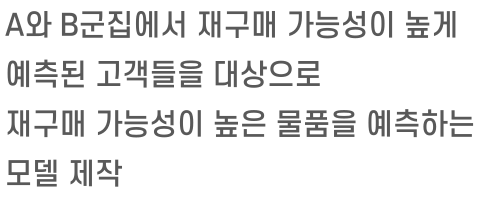 A와 B군집에서 재구매 가능성이 높게
예측된 고객들을 대상으로
재구매 가능성이 높은 물품을 예측하는
모델 제작